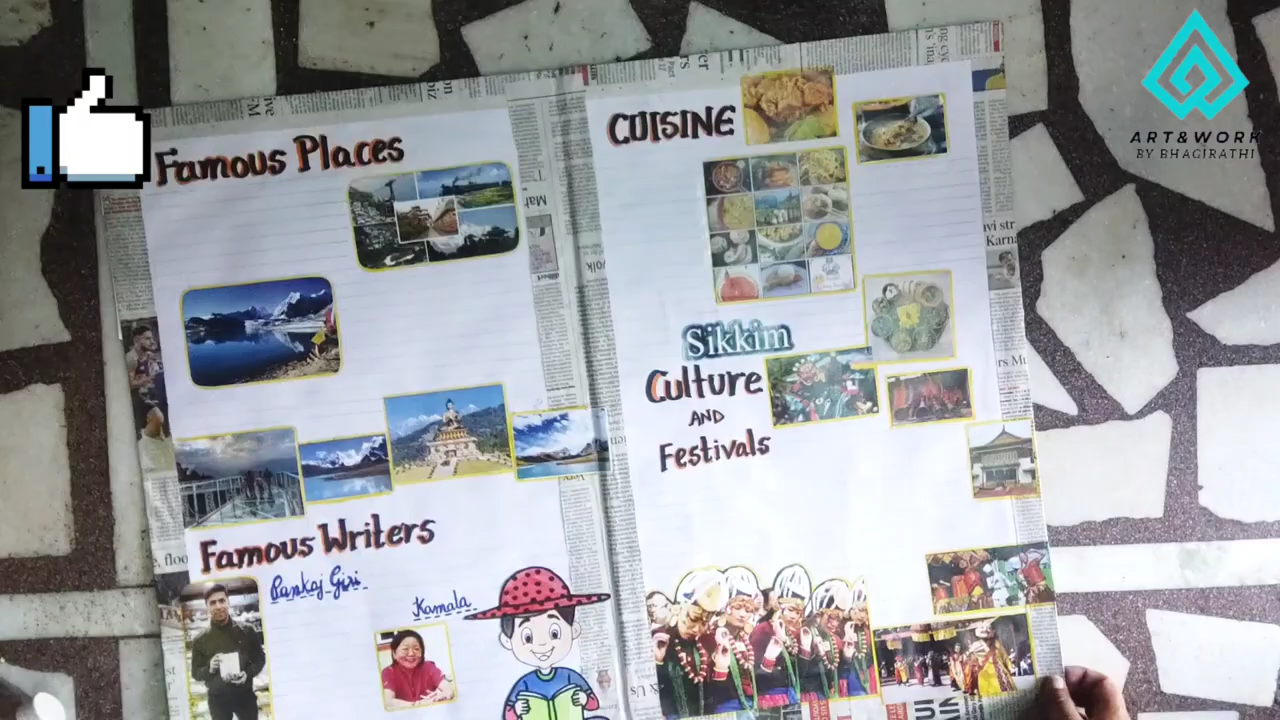 ART&WORK
BY BHAGIRATHI
Famous Places
CUISINE
Sikkim
Culture
AND
Festivals
Famous Writers
Pankaj Giri
Kamala